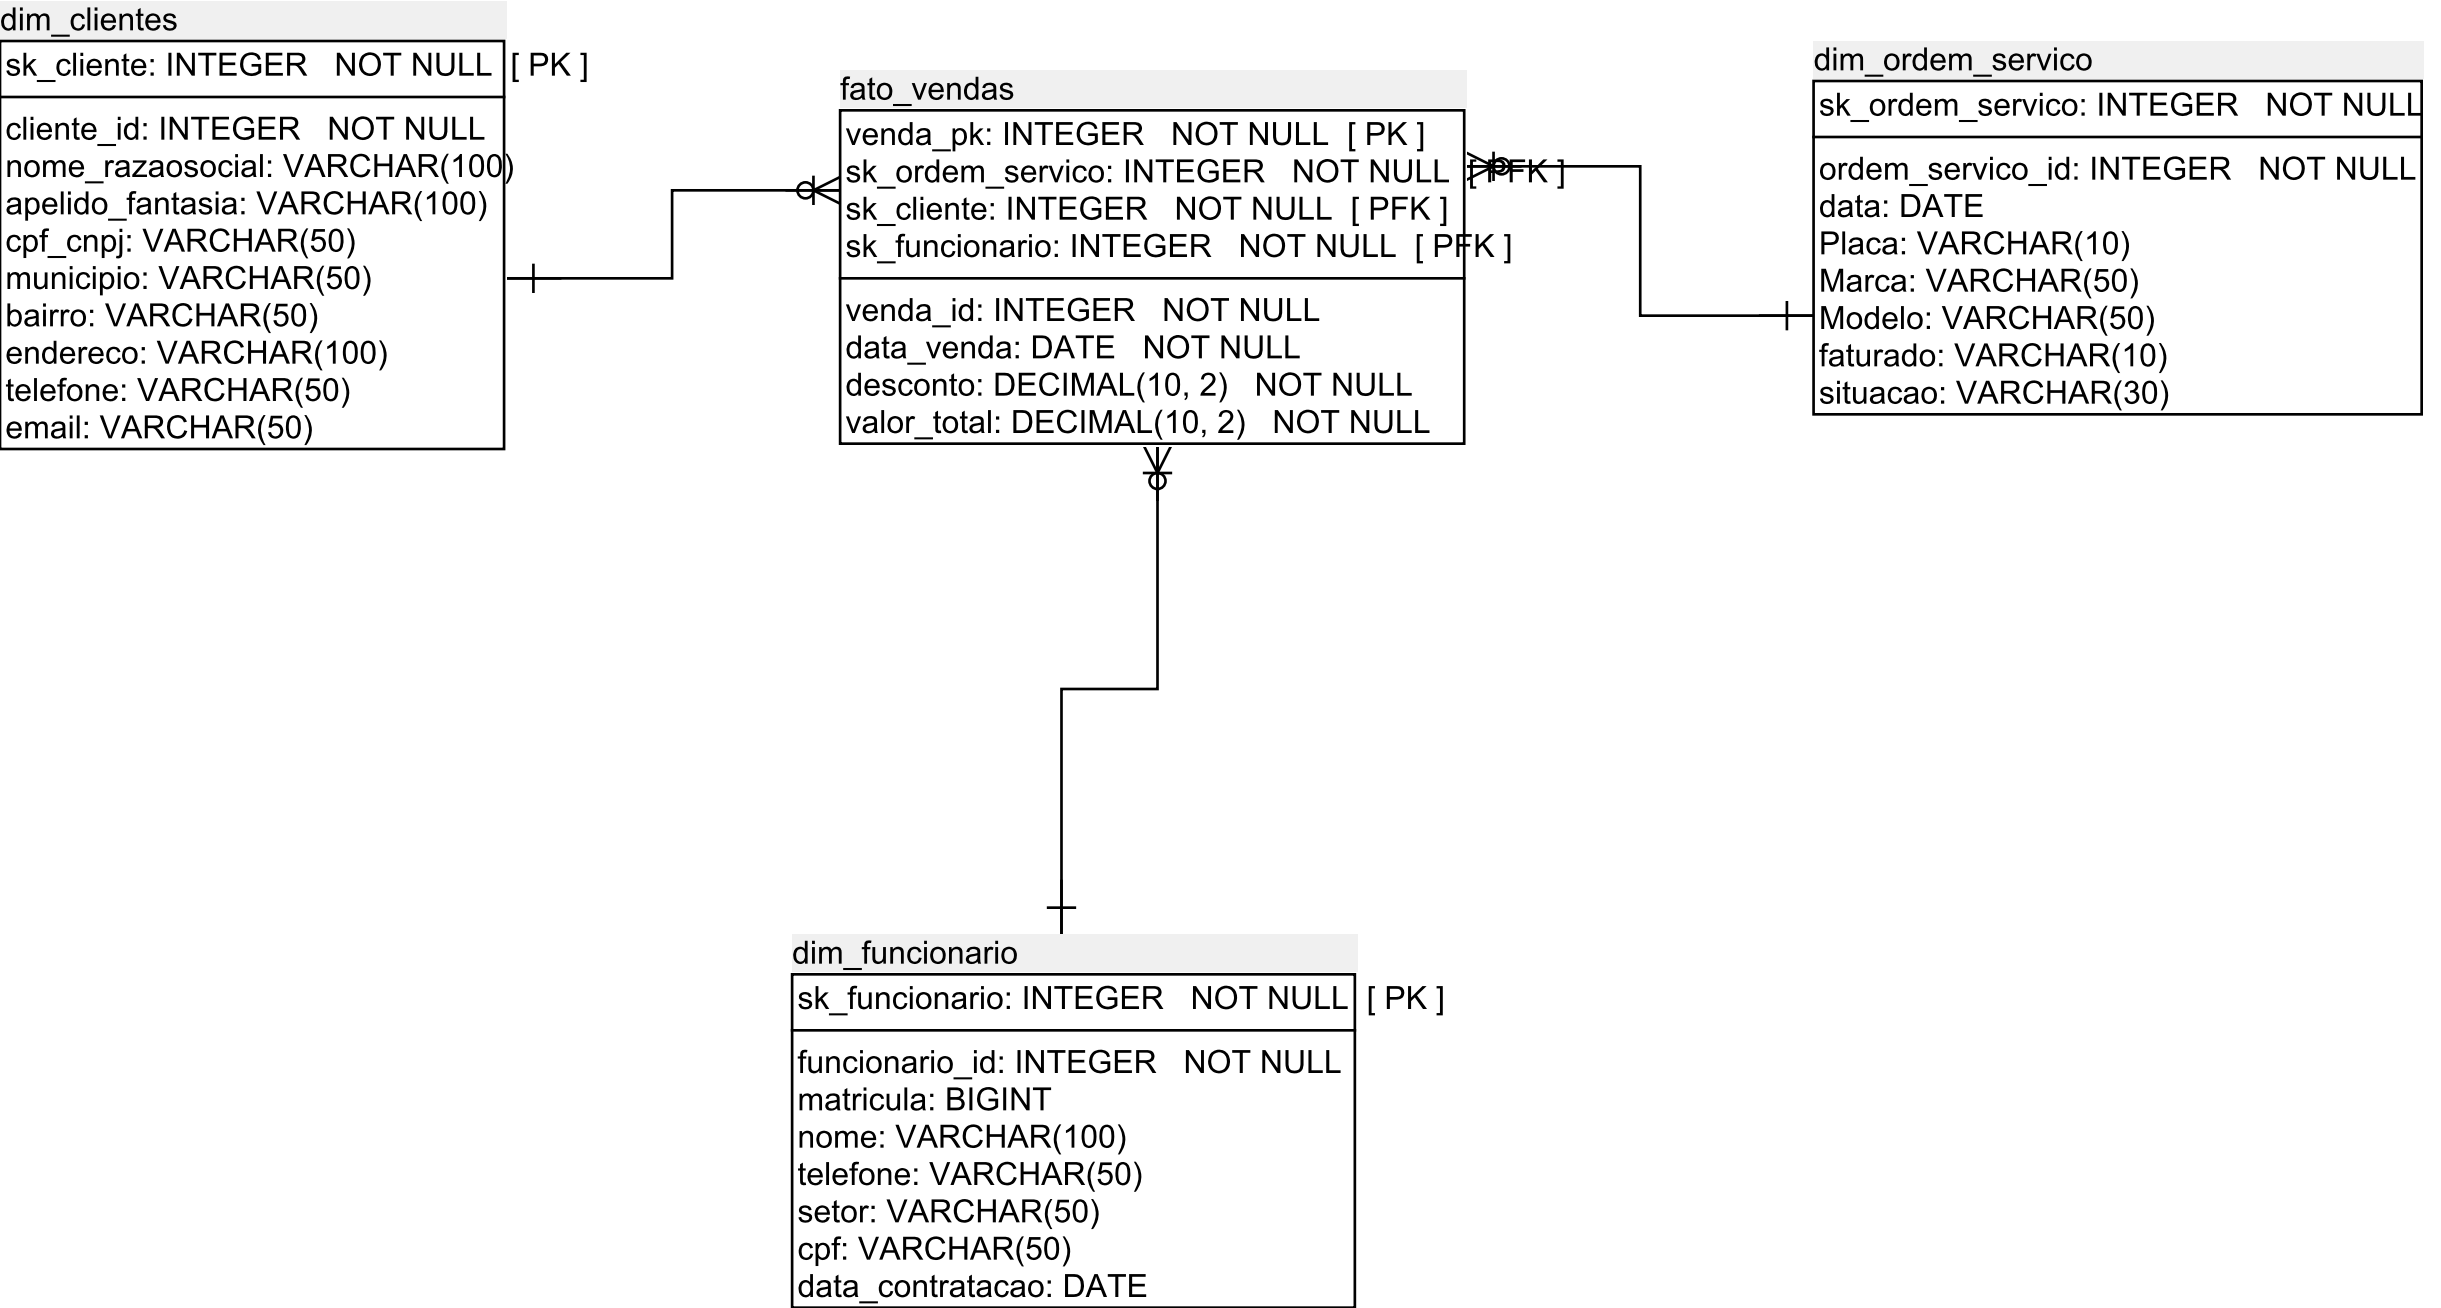 dim_clientes
sk_cliente: INTEGER NOT NULL [ PK ]
cliente_id: INTEGER NOT NULL
nome_razaosocial: VARCHAR(100)
apelido_fantasia: VARCHAR(100)
cpf_cnpj: VARCHAR(50)
municipio: VARCHAR(50)
bairro: VARCHAR(50)
endereco: VARCHAR(100)
telefone: VARCHAR(50)
email: VARCHAR(50)
fato_vendas
venda_pk: INTEGER NOT NULL [ PK ]
sk_ordem_servico: INTEGER NOT NULL [ PFK ]
sk_cliente: INTEGER NOT NULL [ PFK ]
sk_funcionario: INTEGER NOT NULL [ PFK ]
venda_id: INTEGER NOT NULL
data_venda: DATE NOT NULL
desconto: DECIMAL(10, 2) NOT NULL
valor_total: DECIMAL(10, 2) NOT NULL
dim_ordem_servico
sk_ordem_servico: INTEGER NOT NULL
ordem_servico_id: INTEGER NOT NULL
data: DATE
Placa: VARCHAR(10)
Marca: VARCHAR(50)
Modelo: VARCHAR(50)
faturado: VARCHAR(10)
situacao: VARCHAR(30)
dim_funcionario
sk_funcionario: INTEGER NOT NULL [ PK ]
funcionario_id: INTEGER NOT NULL
matricula: BIGINT
nome: VARCHAR(100)
telefone: VARCHAR(50)
setor: VARCHAR(50)
cpf: VARCHAR(50)
data_contratacao: DATE